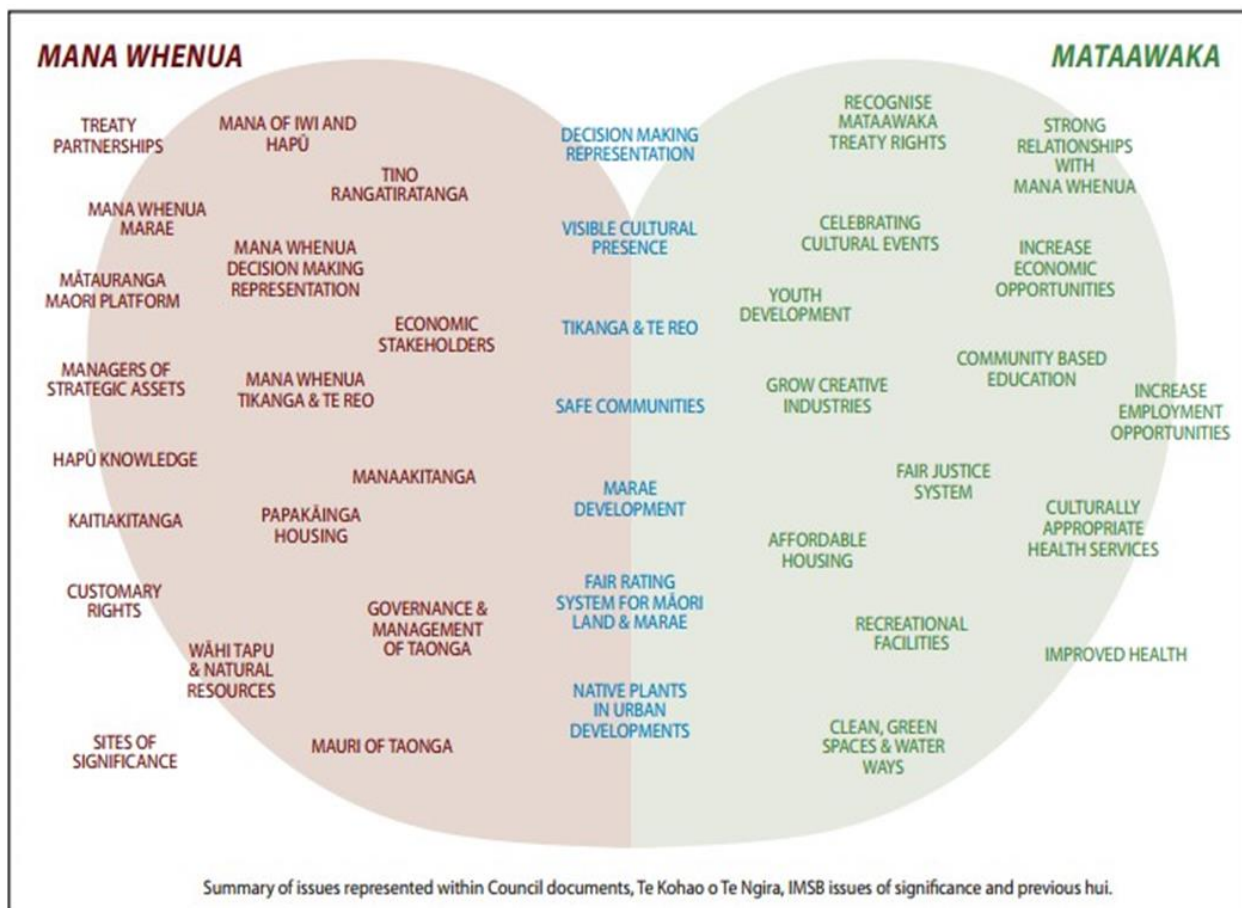 MANA WHENUA
TREATY
PARTNERSHIPS
MANA OF IWI AND
HAPŪ
TINO
RANGATIRATANGA
MANA WHENUA
MARAE
MANA WHENUA
DECISION MAKING
REPRESENTATION
MĀTAURANGA
MAORI PLATFORM
ECONOMIC
STAKEHOLDERS
MANAGERS OF
STRATEGIC ASSETS
MANA WHENUA
TIKANGA & TE REO
HAPŪ KNOWLEDGE
MANAAKITANGA
KAITIAKITANGA
PAPAKĀINGA
HOUSING
CUSTOMARY
RIGHTS
GOVERNANCE &
MANAGEMENT
OF TAONGA
WĀHI TAPU
& NATURAL
RESOURCES
SITES OF
SIGNIFICANCE
MAURI OF TAONGA
DECISION MAKING
REPRESENTATION
VISIBLE CULTURAL
PRESENCE
TIKANGA & TE REO
SAFE COMMUNITIES
MARAE
DEVELOPMENT
FAIR RATING
SYSTEM FOR MĀORI
LAND & MARAE
NATIVE PLANTS
IN URBAN
DEVELOPMENTS
MATAAWAKA
RECOGNISE
MATAAWAKA
TREATY RIGHTS
STRONG
RELATIONSHIPS
WITH
MANA WHENUA
CELEBRATING
CULTURAL EVENTS
INCREASE
ECONOMIC
OPPORTUNITIES
YOUTH
DEVELOPMENT
COMMUNITY BASED
EDUCATION
GROW CREATIVE
INDUSTRIES
INCREASE
EMPLOYMENT
OPPORTUNITIES
FAIR JUSTICE
SYSTEM
CULTURALLY
APPROPRIATE
HEALTH SERVICES
AFFORDABLE
HOUSING
RECREATIONAL
FACILITIES
IMPROVED HEALTH
CLEAN, GREEN
SPACES & WATER
WAYS
Summary of issues represented within Council documents, Te Kohao o Te Ngira, IMSB issues of significance and previous hui.